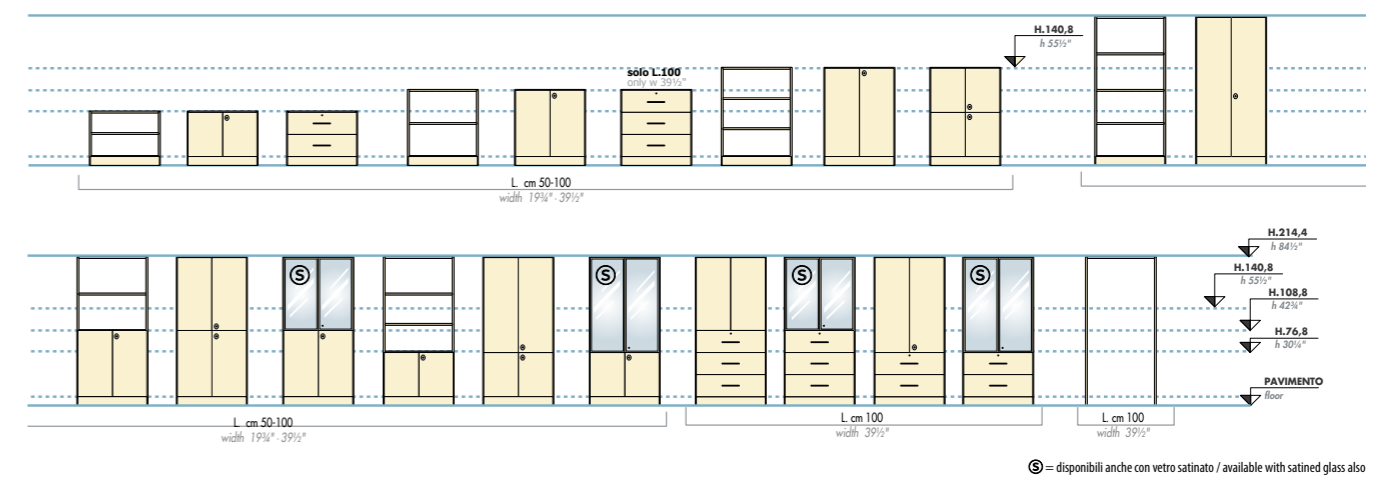 H.140,8
h 55½"
solo L.100
only w 39½"
L. cm 50-100
width 19¾" - 39½"
H.214,4
h 84½"
H.140,8
h 55½"
H.108,8
h 42¾"
H.76,8
h 30¼"
PAVIMENTO
floor
S
S
S
S
L. cm 50-100
width 19¾" - 39½"
L. cm 100
width 39½"
L. cm 100
width 39½"
S = disponibili anche con vetro satinato / available with satined glass also